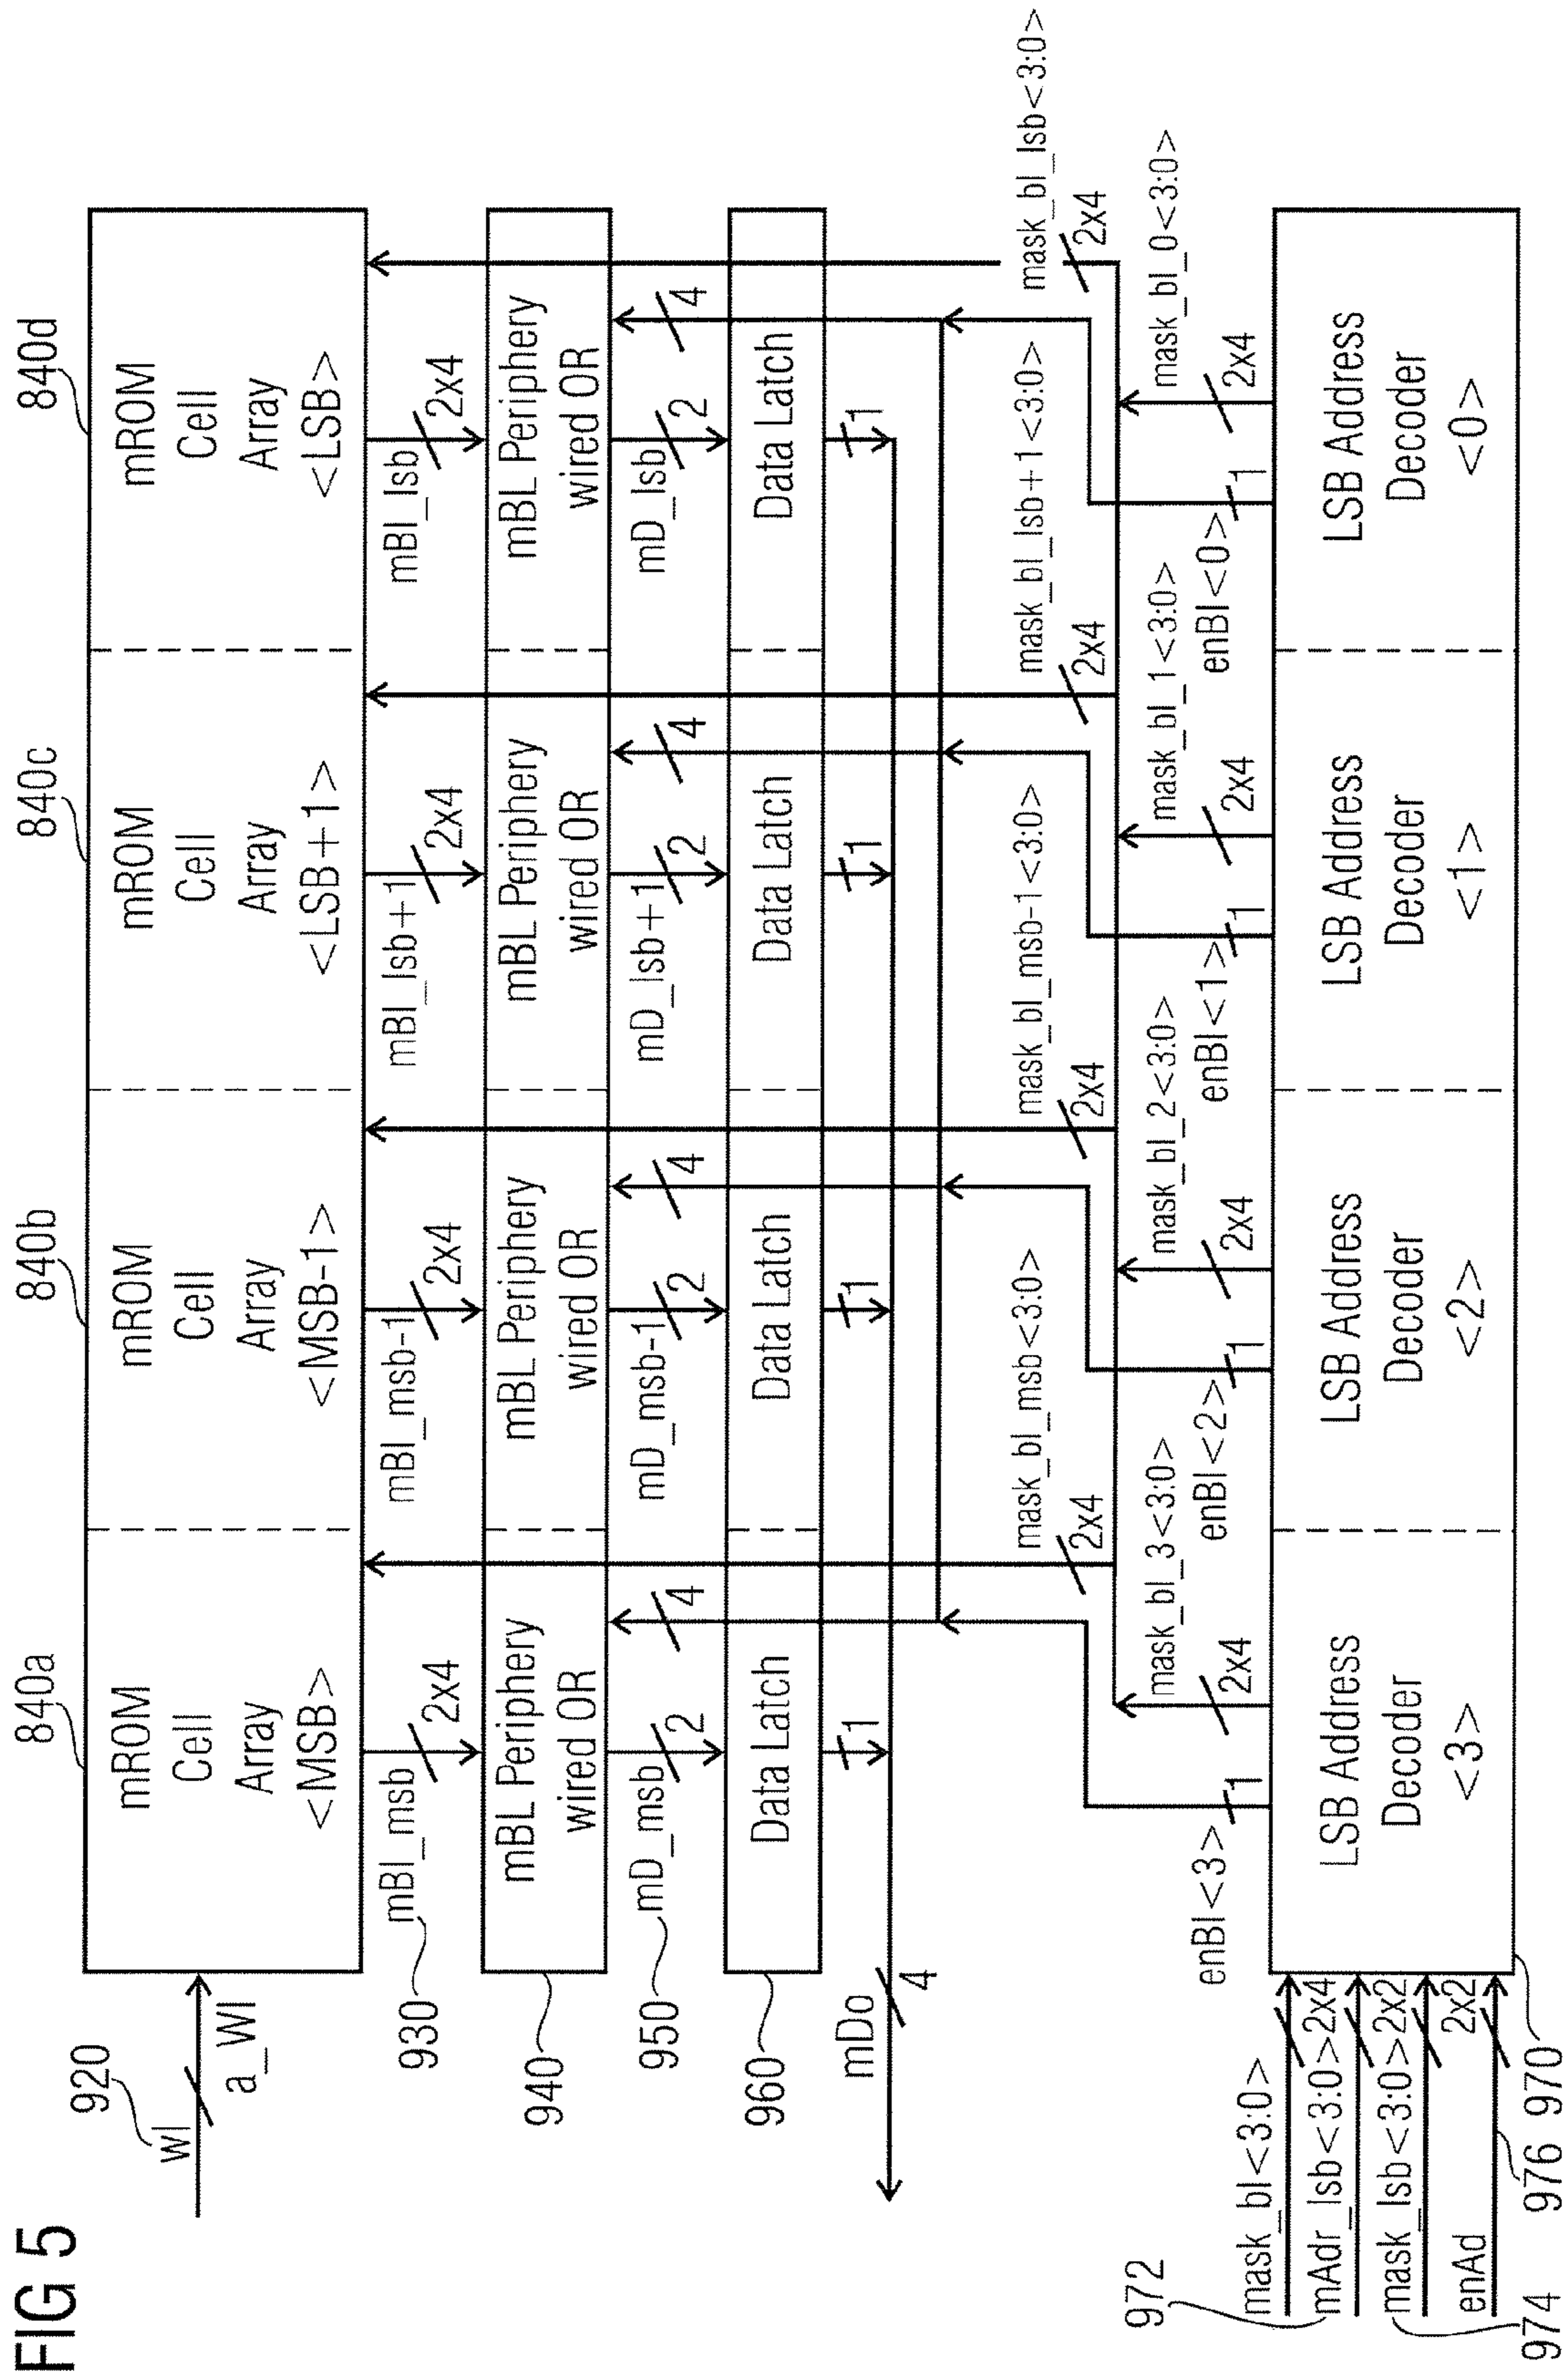 FIG 5
840a
840b
840c
840d
920
wl
a_Wl
mROM
Cell
Array
<MSB>
mROM
Cell
Array
<MSB-1>
mROM
Cell
Array
<LSB+1>
mROM
Cell
Array
<LSB>
930
mBl_msb
2x4
mBl_msb-1
2x4
mBl_lsb+1
2x4
mBl_lsb
2x4
940
mBL Periphery
wired OR
mBL Periphery
wired OR
mBL Periphery
wired OR
mBL Periphery
wired OR
950
mD_msb
2
4
mD_msb-1
2
4
mD_lsb+1
2
4
mD_lsb
2
4
960
Data Latch
Data Latch
Data Latch
Data Latch
mDo
4
1
1
1
1
mask_bl_msb<3:0>
2x4
mask_bl_msb-1<3:0>
2x4
mask_bl_lsb+1<3:0>
2x4
mask_bl_lsb<3:0>
2x4
enBl<3>
1
mask_bl_3<3:0>
2x4
enBl<2>
1
mask_bl_2<3:0>
2x4
enBl<1>
1
mask_bl_1<3:0>
2x4
enBl<0>
1
mask_bl_0<3:0>
2x4
972
mask_bl<3:0>
mAdr_lsb<3:0>
2x4
mask_lsb<3:0>
2x2
enAd
2x2
974
976
970
LSB Address
Decoder
<3>
LSB Address
Decoder
<2>
LSB Address
Decoder
<1>
LSB Address
Decoder
<0>